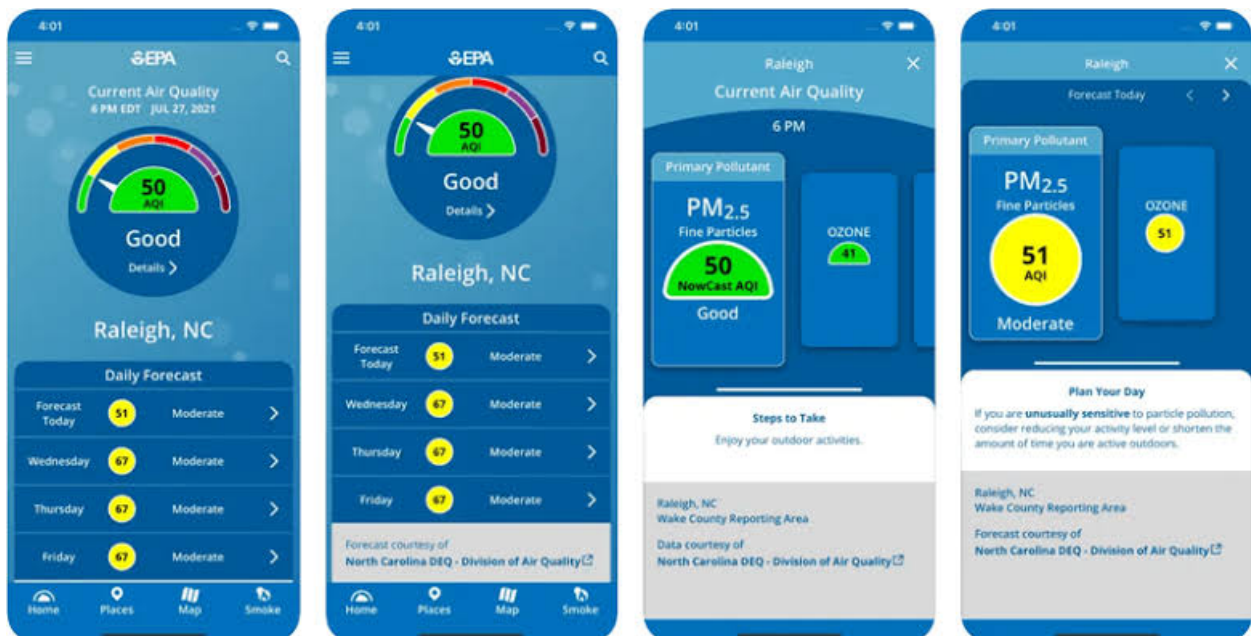 4:01
EPA
Current Air Quality
6 PM EDT JUL 27, 2021
50
AQI
Good
Details >
Raleigh, NC
Daily Forecast
Forecast Today 51 Moderate >
Wednesday 67 Moderate >
Thursday 67 Moderate >
Friday 67 Moderate >
Home Places Map Smoke
4:01
EPA
50
AQI
Good
Details >
Raleigh, NC
Daily Forecast
Forecast Today 51 Moderate >
Wednesday 67 Moderate >
Thursday 67 Moderate >
Friday 67 Moderate >
Forecast courtesy of
North Carolina DEQ - Division of Air Quality
Home Places Map Smoke
4:01
Raleigh
Current Air Quality
6 PM
Primary Pollutant
PM2.5
Fine Particles
50
NowCast AQI
Good
OZONE
41
Steps to Take
Enjoy your outdoor activities.
Raleigh, NC
Wake County Reporting Area
Data courtesy of
North Carolina DEQ - Division of Air Quality
4:01
Raleigh
Forecast Today < >
Primary Pollutant
PM2.5
Fine Particles
51
AQI
Moderate
OZONE
51
Plan Your Day
If you are unusually sensitive to particle pollution,
consider reducing your activity level or shorten the
amount of time you are active outdoors.
Raleigh, NC
Wake County Reporting Area
Forecast courtesy of
North Carolina DEQ - Division of Air Quality